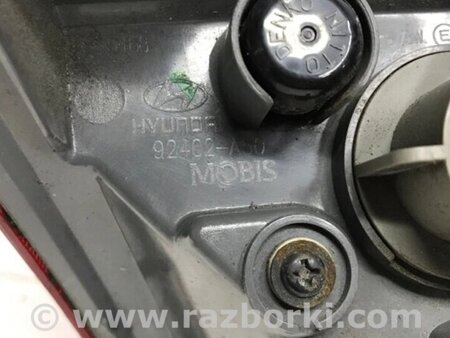 NITTO DENKO
HYUNDAI
92402-A
MOBIS
www.razborki.com